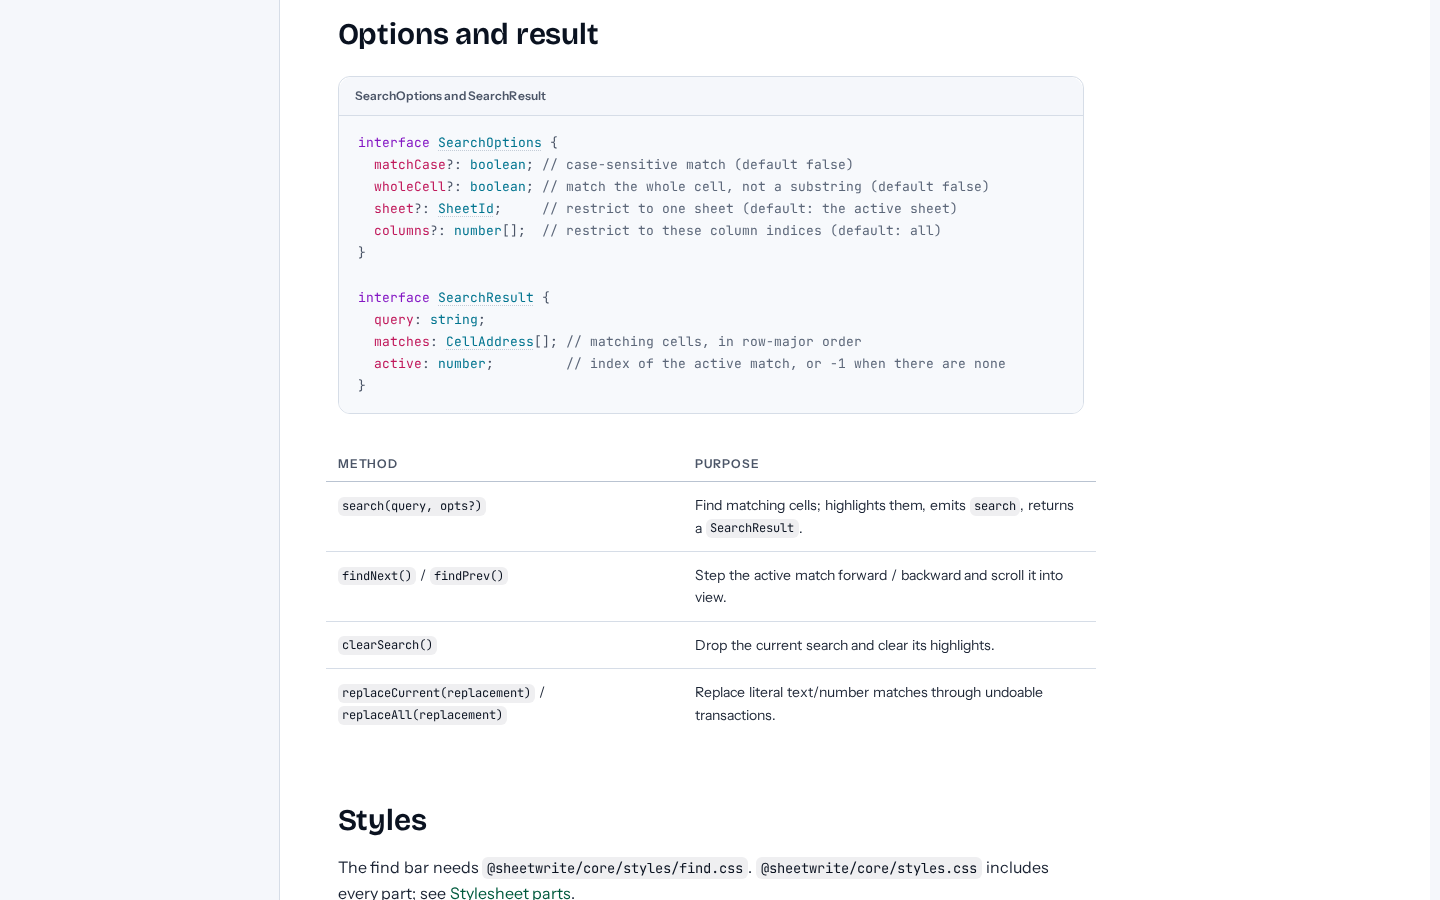 Options and result
SearchOptions and SearchResult
interface SearchOptions {
  matchCase?: boolean; // case-sensitive match (default false)
  wholeCell?: boolean; // match the whole cell, not a substring (default false)
  sheet?: SheetId;     // restrict to one sheet (default: the active sheet)
  columns?: number[];  // restrict to these column indices (default: all)
}
interface SearchResult {
  query: string;
  matches: CellAddress[]; // matching cells, in row-major order
  active: number;         // index of the active match, or -1 when there are none
}
METHOD PURPOSE
search(query, opts?) Find matching cells; highlights them, emits search, returns
a SearchResult.
findNext() / findPrev() Step the active match forward / backward and scroll it into
view.
clearSearch() Drop the current search and clear its highlights.
replaceCurrent(replacement) / Replace literal text/number matches through undoable
replaceAll(replacement) transactions.
Styles
The find bar needs @sheetwrite/core/styles/find.css. @sheetwrite/core/styles.css includes
every part; see Stylesheet parts.